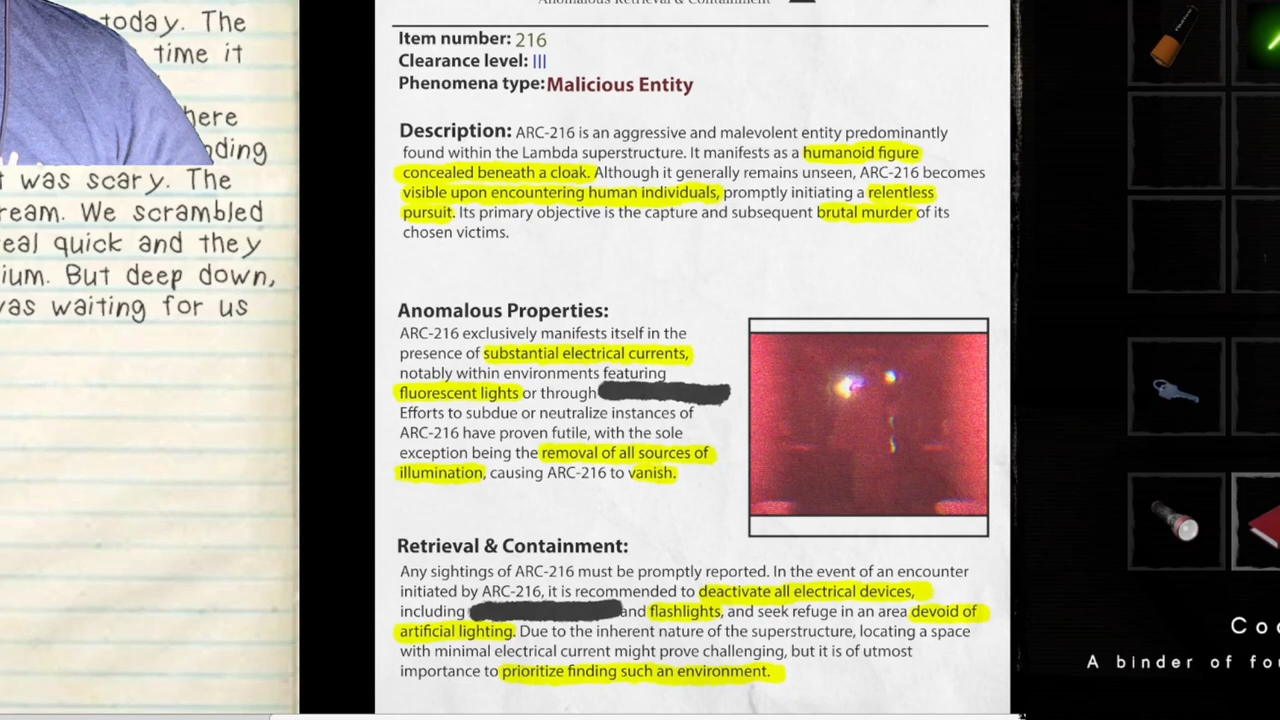 today. The
time it
here
nding
t was scary. The
ream. We scrambled
eal quick and they
ium. But deep down,
was waiting for us
Anomalous Retrieval & Containment
Item number: 216
Clearance level: III
Phenomena type: Malicious Entity
Description: ARC-216 is an aggressive and malevolent entity predominantly
found within the Lambda superstructure. It manifests as a humanoid figure
concealed beneath a cloak. Although it generally remains unseen, ARC-216 becomes
visible upon encountering human individuals, promptly initiating a relentless
pursuit. Its primary objective is the capture and subsequent brutal murder of its
chosen victims.
Anomalous Properties:
ARC-216 exclusively manifests itself in the
presence of substantial electrical currents,
notably within environments featuring
fluorescent lights or through
Efforts to subdue or neutralize instances of
ARC-216 have proven futile, with the sole
exception being the removal of all sources of
illumination, causing ARC-216 to vanish.
Retrieval & Containment:
Any sightings of ARC-216 must be promptly reported. In the event of an encounter
initiated by ARC-216, it is recommended to deactivate all electrical devices,
including and flashlights, and seek refuge in an area devoid of
artificial lighting. Due to the inherent nature of the superstructure, locating a space
with minimal electrical current might prove challenging, but it is of utmost
importance to prioritize finding such an environment.
Coo
A binder of fou